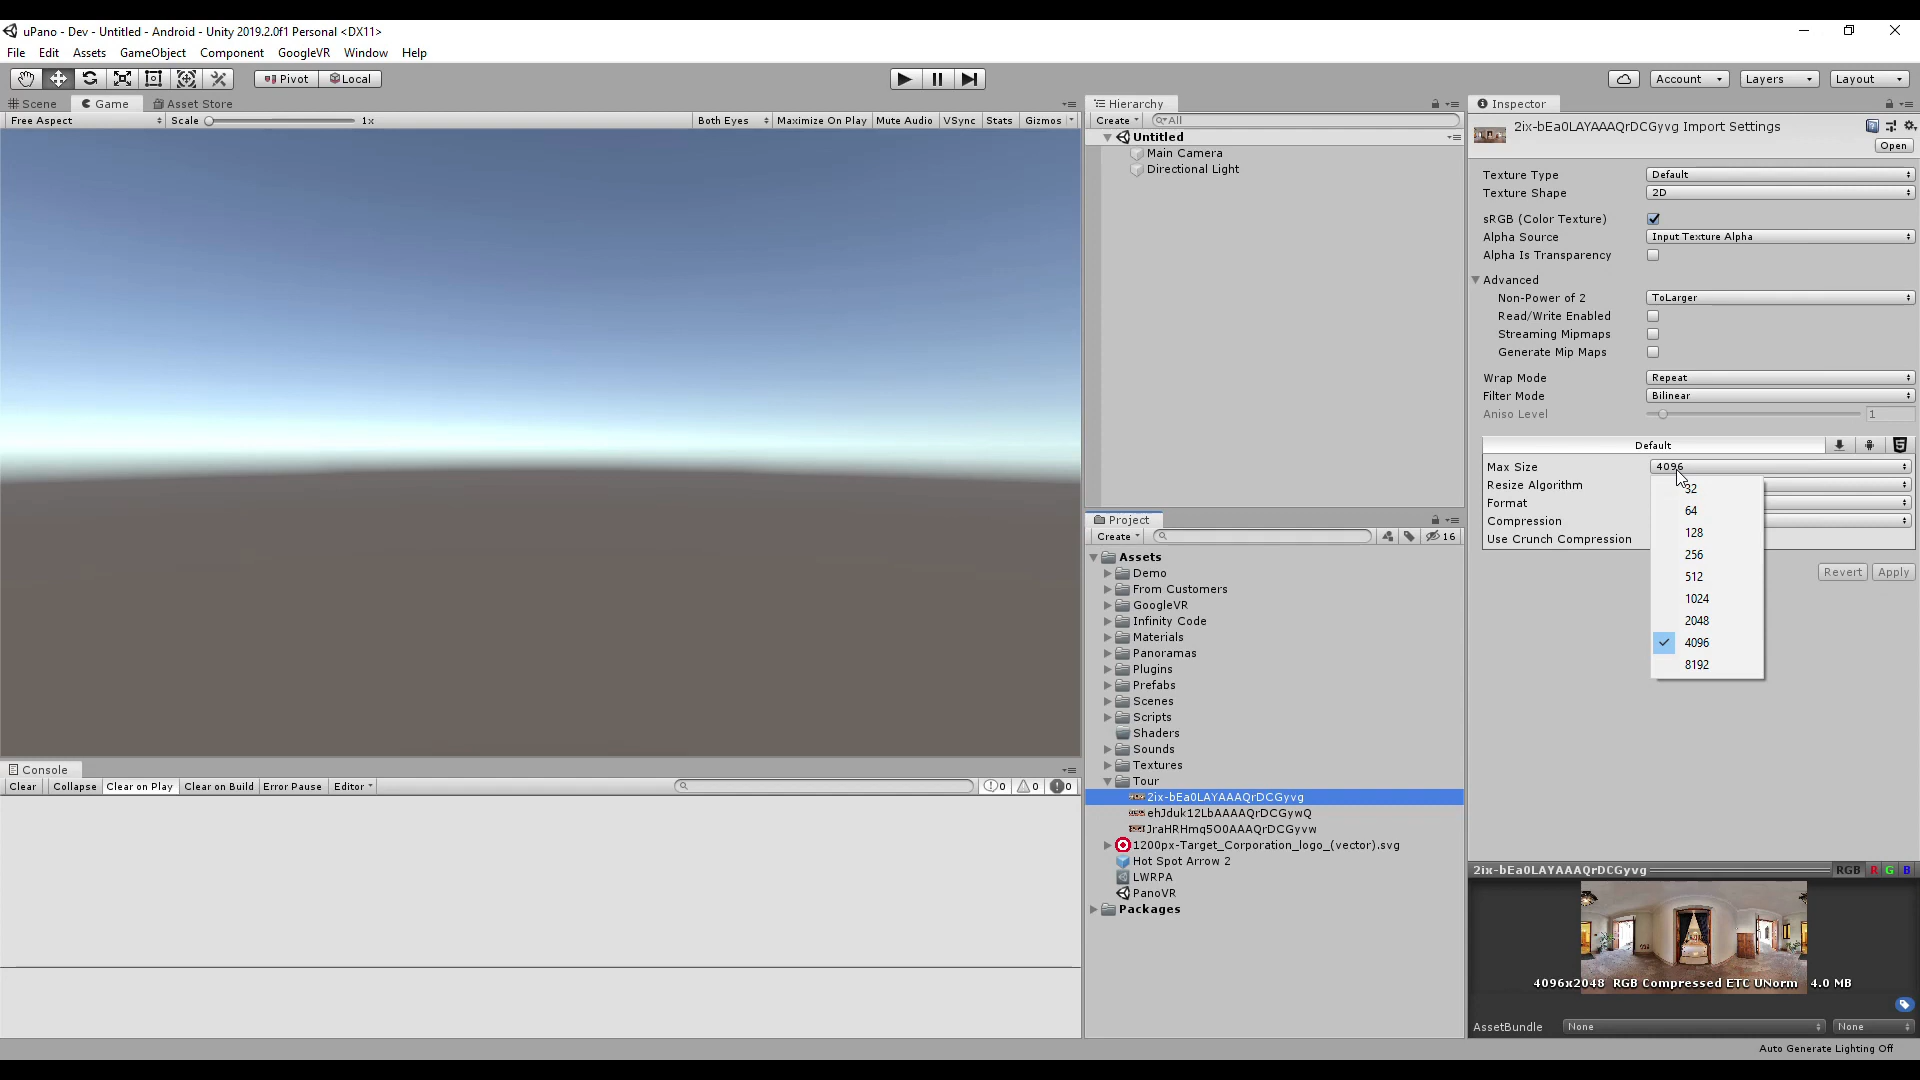 uPano - Dev - Untitled - Android - Unity 2019.2.0f1 Personal <DX11>
File Edit Assets GameObject Component GoogleVR Window Help
Pivot Local Account Layers Layout
Scene Game Asset Store
Free Aspect Scale 1x Both Eyes Maximize On Play Mute Audio VSync Stats Gizmos
Hierarchy
Create All
Untitled
Main Camera
Directional Light
Project
Create 16
Assets
Demo
From Customers
GoogleVR
Infinity Code
Materials
Panoramas
Plugins
Prefabs
Scenes
Scripts
Shaders
Sounds
Textures
Tour
2ix-bEa0LAYAAAQrDCGyvg
ehJduk12LbAAAAQrDCGywQ
JraHRHmq5O0AAAQrDCGyvw
1200px-Target_Corporation_logo_(vector).svg
Hot Spot Arrow 2
LWRPA
PanoVR
Packages
Console
Clear Collapse Clear on Play Clear on Build Error Pause Editor 0 0 0
Inspector
2ix-bEa0LAYAAAQrDCGyvg Import Settings
Open
Texture Type Default
Texture Shape 2D
sRGB (Color Texture)
Alpha Source Input Texture Alpha
Alpha Is Transparency
Advanced
Non-Power of 2 ToLarger
Read/Write Enabled
Streaming Mipmaps
Generate Mip Maps
Wrap Mode Repeat
Filter Mode Bilinear
Aniso Level 1
Default
Max Size 4096
Resize Algorithm
Format
Compression
Use Crunch Compression
32
64
128
256
512
1024
2048
4096
8192
Revert Apply
2ix-bEa0LAYAAAQrDCGyvg RGB R G B
4096x2048 RGB Compressed ETC UNorm 4.0 MB
AssetBundle None None
Auto Generate Lighting Off